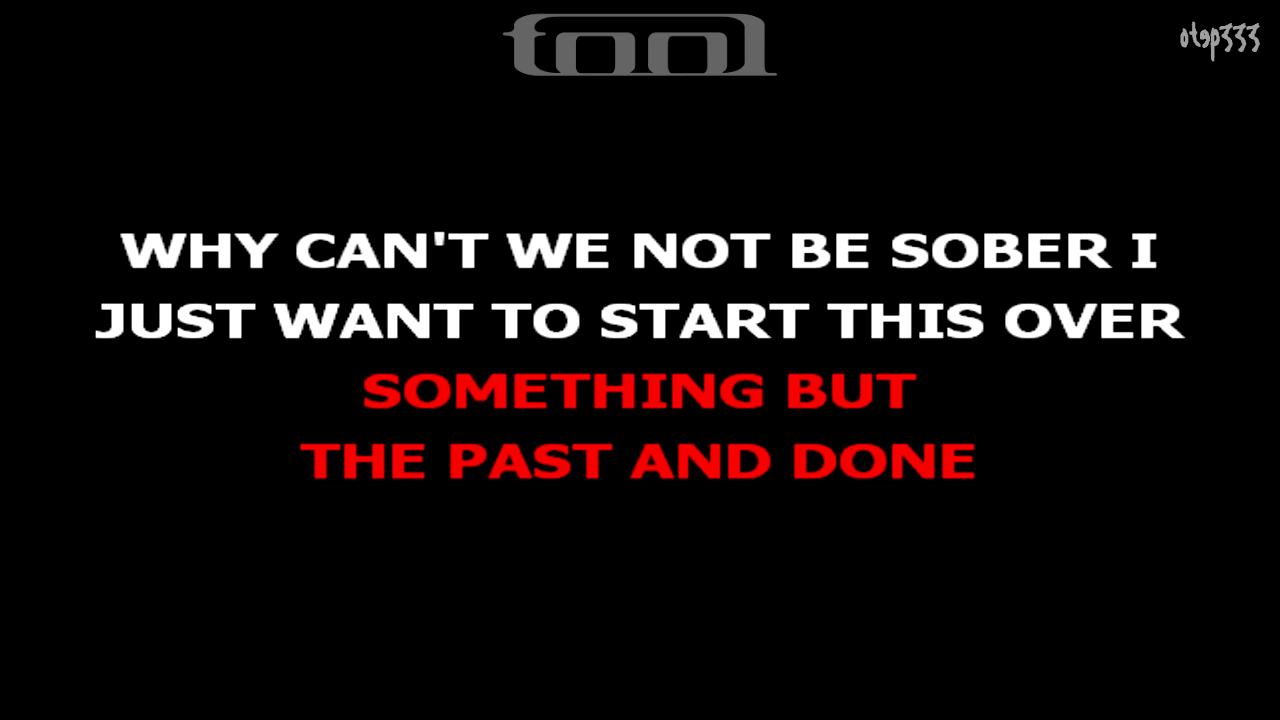 tool
otep333
WHY CAN'T WE NOT BE SOBER I
JUST WANT TO START THIS OVER
SOMETHING BUT
THE PAST AND DONE